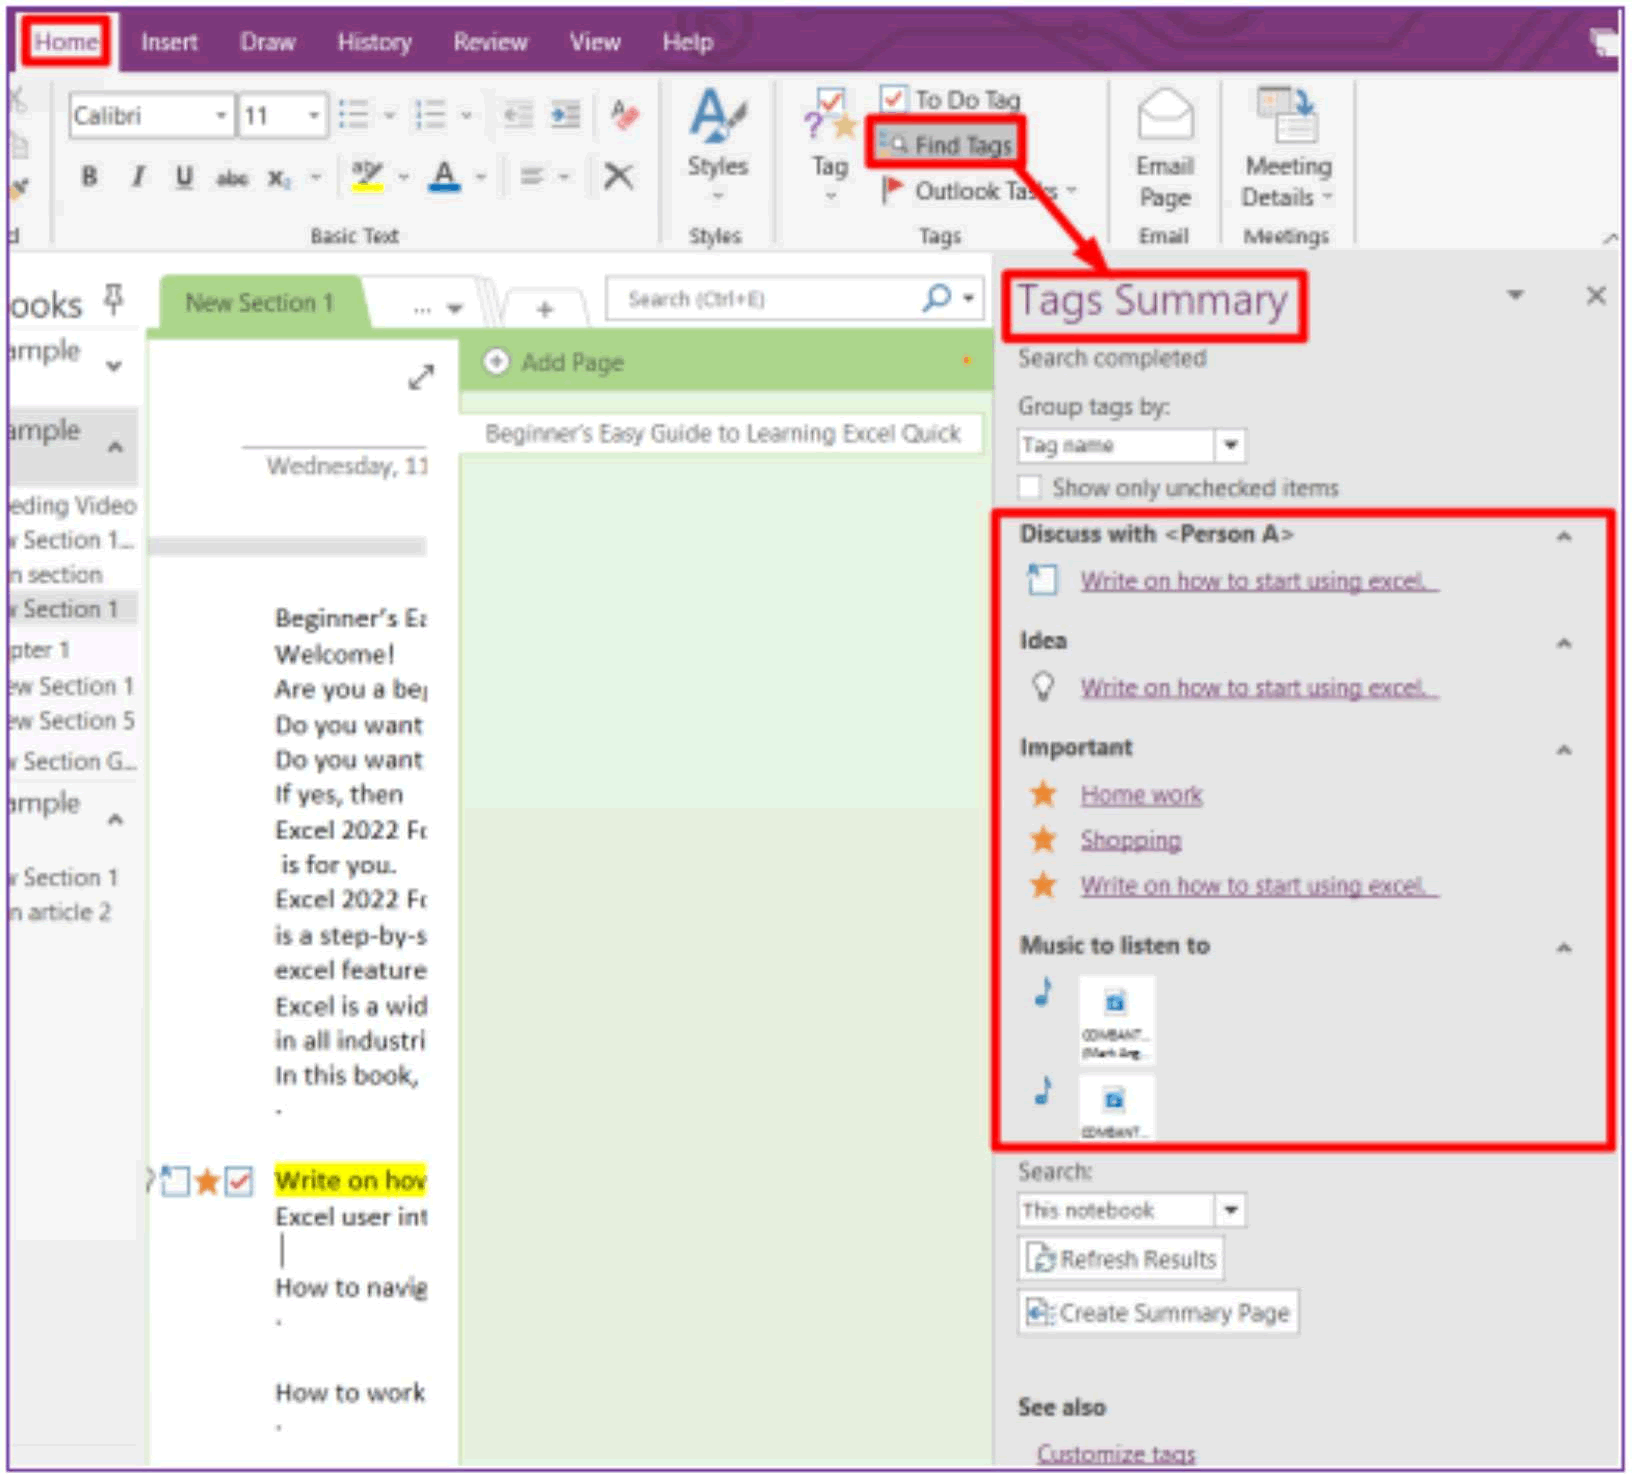 Home Insert Draw History Review View Help
Calibri 11
To Do Tag
Find Tags
Outlook Tasks
B I U abc X₂ aby A
Styles
Tag
Email Page
Meeting Details
Basic Text Styles Tags Email Meetings
ooks
New Section 1 ... +
Search (Ctrl+E)
ample
ample
eding Video
Section 1...
n section
Section 1
pter 1
ew Section 1
ew Section 5
Section G...
ample
Section 1
n article 2
Wednesday, 11
Beginner's Ea
Welcome!
Are you a beg
Do you want
Do you want
If yes, then
Excel 2022 Fo
is for you.
Excel 2022 Fo
is a step-by-s
excel feature
Excel is a wid
in all industri
In this book,
.
Write on how
Excel user int
How to navig
.
How to work
.
Add Page
Beginner's Easy Guide to Learning Excel Quick
Tags Summary
Search completed
Group tags by:
Tag name
Show only unchecked items
Discuss with <Person A>
Write on how to start using excel.
Idea
Write on how to start using excel.
Important
Home work
Shopping
Write on how to start using excel.
Music to listen to
COMBANT...
(Mark Ang...
COMBANT...
Search:
This notebook
Refresh Results
Create Summary Page
See also
Customize tags